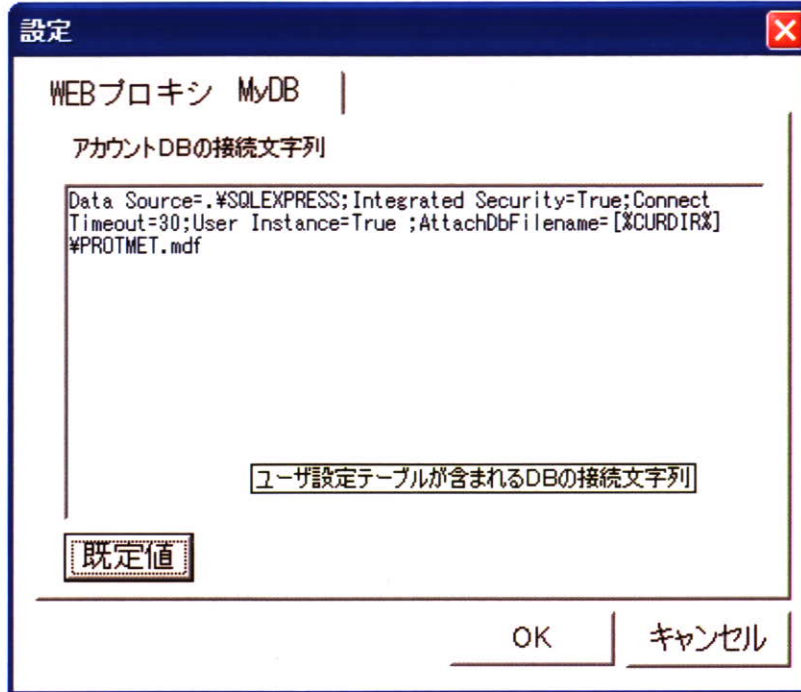 設定
WEBプロキシ MyDB
アカウントDBの接続文字列
Data Source=.¥SQLEXPRESS;Integrated Security=True;Connect
Timeout=30;User Instance=True ;AttachDbFilename=[%CURDIR%]
¥PROTMET.mdf
ユーザ設定テーブルが含まれるDBの接続文字列
既定値
OK キャンセル